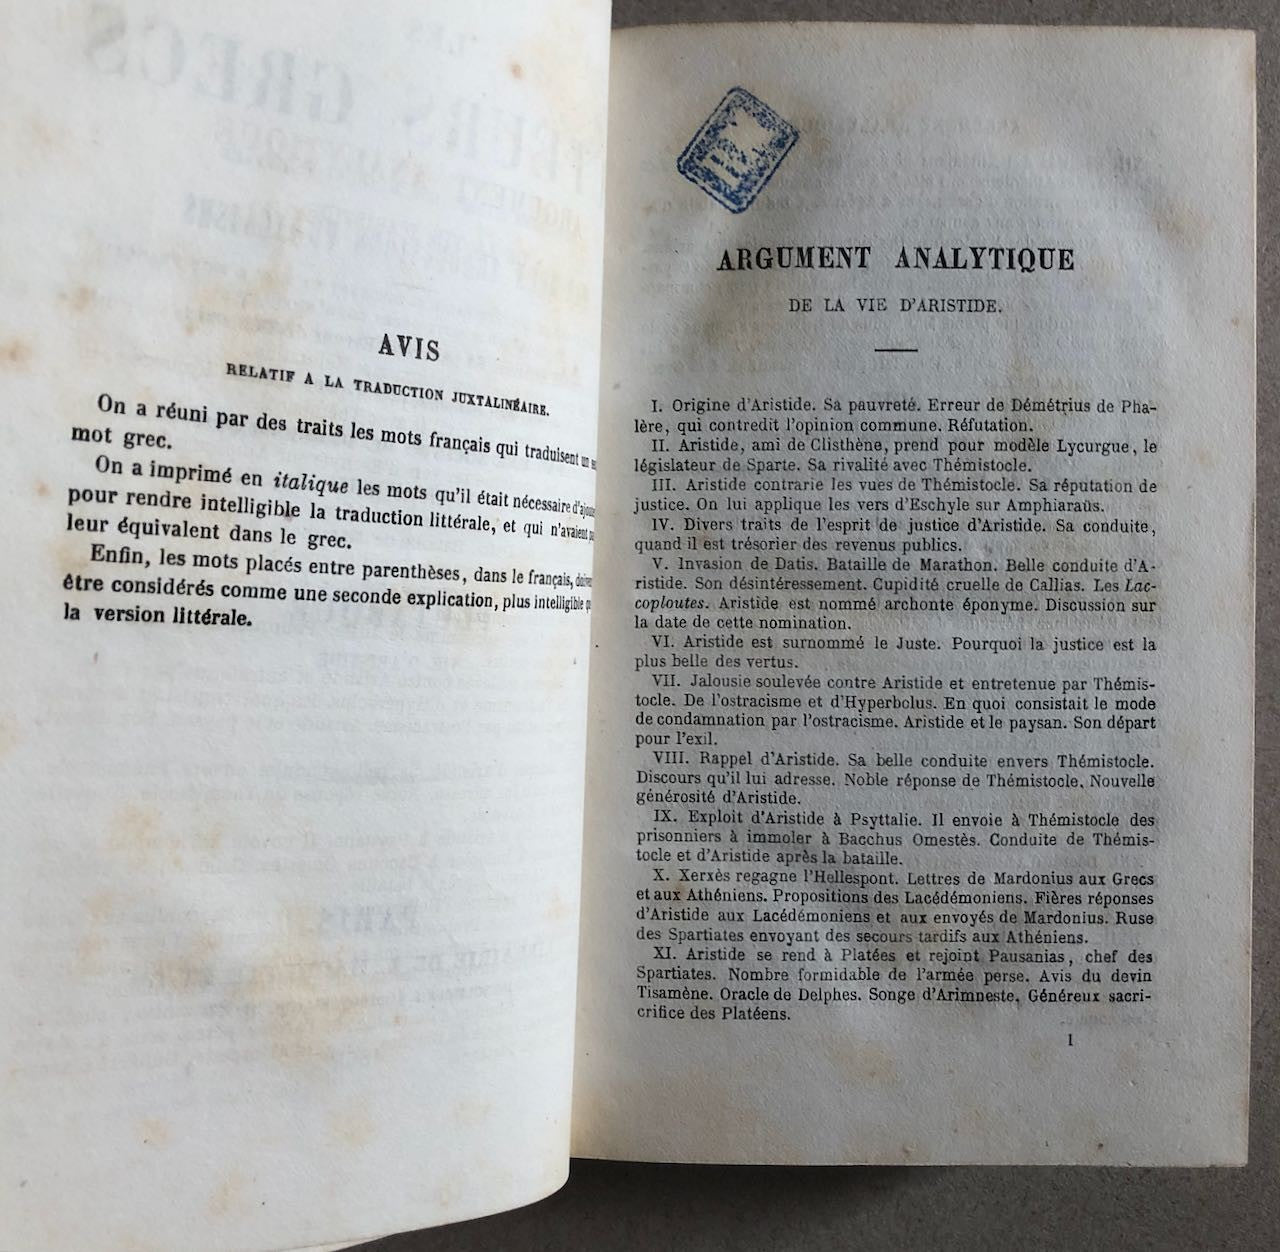 AVIS
RELATIF A LA TRADUCTION JUXTALINÉAIRE.
On a réuni par des traits les mots français qui traduisent un
mot grec.
On a imprimé en italique les mots qu'il était nécessaire
pour rendre intelligible la traduction littérale, et qui n'avaient
leur équivalent dans le grec.
Enfin, les mots placés entre parenthèses, dans le français,
être considérés comme une seconde explication, plus intelligible
la version littérale.
ARGUMENT ANALYTIQUE
DE LA VIE D'ARISTIDE.
I. Origine d'Aristide. Sa pauvreté. Erreur de Démétrius de Pha-
lère, qui contredit l'opinion commune. Réfutation.
II. Aristide, ami de Clisthène, prend pour modèle Lycurgue, le
législateur de Sparte. Sa rivalité avec Thémistocle.
III. Aristide contrarie les vues de Thémistocle. Sa réputation de
justice. On lui applique les vers d'Eschyle sur Amphiaraüs.
IV. Divers traits de l'esprit de justice d'Aristide. Sa conduite,
quand il est trésorier des revenus publics.
V. Invasion de Datis. Bataille de Marathon. Belle conduite d'A-
ristide. Son désintéressement. Cupidité cruelle de Callias. Les Lac-
coploutes. Aristide est nommé archonte éponyme. Discussion sur
la date de cette nomination.
VI. Aristide est surnommé le Juste. Pourquoi la justice est la
plus belle des vertus.
VII. Jalousie soulevée contre Aristide et entretenue par Thémis-
tocle. De l'ostracisme et d'Hyperbolus. En quoi consistait le mode
de condamnation par l'ostracisme. Aristide et le paysan. Son départ
pour l'exil.
VIII. Rappel d'Aristide. Sa belle conduite envers Thémistocle.
Discours qu'il lui adresse. Noble réponse de Thémistocle. Nouvelle
générosité d'Aristide.
IX. Exploit d'Aristide à Psyttalie. Il envoie à Thémistocle des
prisonniers à immoler à Bacchus Omestès. Conduite de Thémis-
tocle et d'Aristide après la bataille.
X. Xerxès regagne l'Hellespont. Lettres de Mardonius aux Grecs
et aux Athéniens. Propositions des Lacédémoniens. Fières réponses
d'Aristide aux Lacédémoniens et aux envoyés de Mardonius. Ruse
des Spartiates envoyant des secours tardifs aux Athéniens.
XI. Aristide se rend à Platées et rejoint Pausanias, chef des
Spartiates. Nombre formidable de l'armée perse. Avis du devin
Tisamène. Oracle de Delphes. Songe d'Arimneste. Généreux sacri-
crifice des Platéens.
1